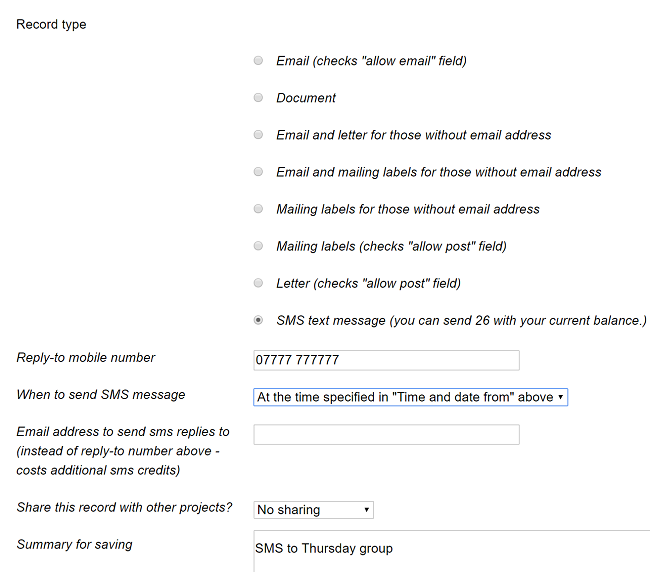 Record type
Email (checks "allow email" field)
Document
Email and letter for those without email address
Email and mailing labels for those without email address
Mailing labels for those without email address
Mailing labels (checks "allow post" field)
Letter (checks "allow post" field)
SMS text message (you can send 26 with your current balance.)
Reply-to mobile number
07777 777777
When to send SMS message
At the time specified in "Time and date from" above
Email address to send sms replies to
(instead of reply-to number above -
costs additional sms credits)
Share this record with other projects?
No sharing
Summary for saving
SMS to Thursday group